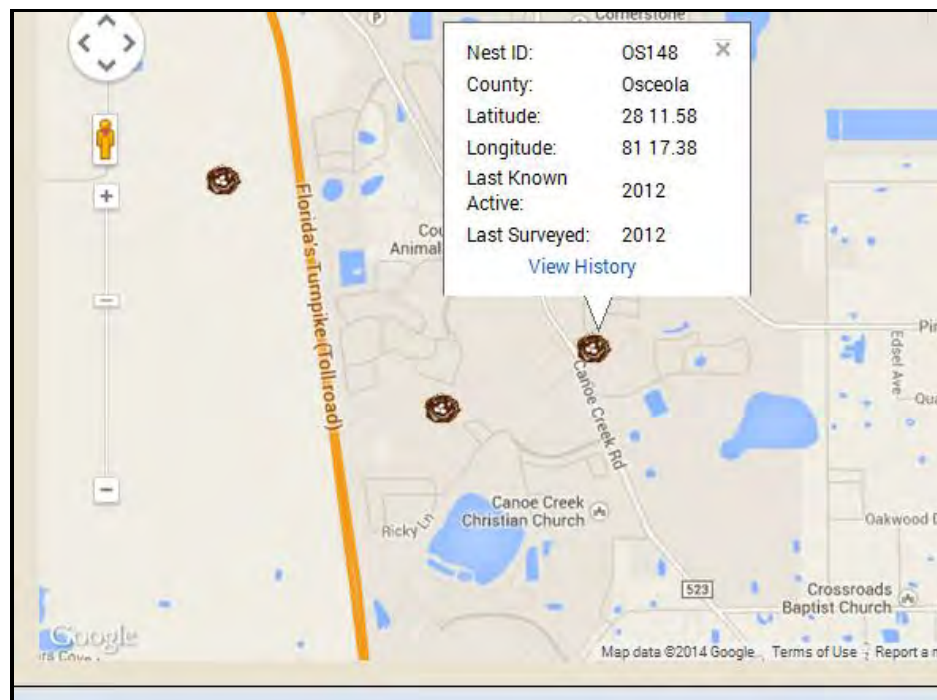 P
Cornerstone
Nest ID: OS148
County: Osceola
Latitude: 28 11.58
Longitude: 81 17.38
Last Known
Active: 2012
Last Surveyed: 2012
View History
Florida's Turnpike (Toll road)
Animal
Canoe Creek Rd
Edsel Ave
Canoe Creek
Christian Church
Ricky Ln
Oakwood
523
Crossroads
Baptist Church
Google
Map data ©2014 Google
Terms of Use
Report a